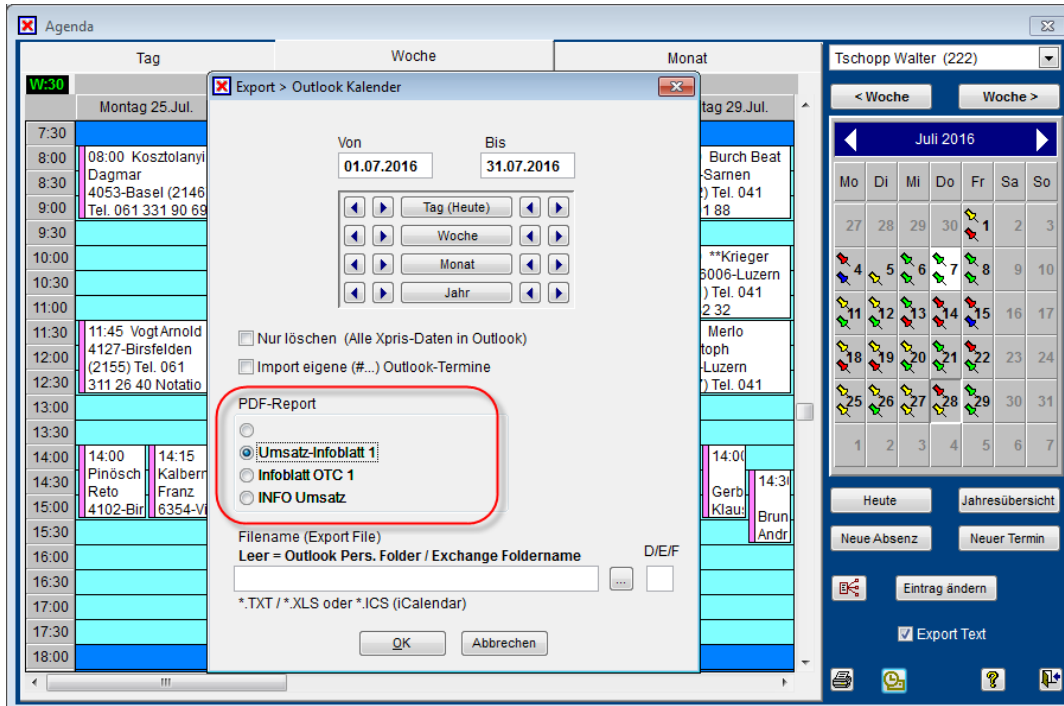 Agenda
Tag
Woche
Monat
W:30
Montag 25.Jul.
tag 29.Jul.
7:30
8:00
8:30
9:00
9:30
10:00
10:30
11:00
11:30
12:00
12:30
13:00
13:30
14:00
14:30
15:00
15:30
16:00
16:30
17:00
17:30
18:00
08:00 Kosztolanyi
Dagmar
4053-Basel (2146
Tel. 061 331 90 69
11:45 Vogt Arnold
4127-Birsfelden
(2155) Tel. 061
311 26 40 Notatio
14:00
Pinösch
Reto
4102-Bir
14:15
Kalbern
Franz
6354-Vi
Export > Outlook Kalender
Von
Bis
01.07.2016
31.07.2016
Tag (Heute)
Woche
Monat
Jahr
Nur löschen (Alle Xpris-Daten in Outlook)
Import eigene (#...) Outlook-Termine
PDF-Report
Umsatz-Infoblatt 1
Infoblatt OTC 1
INFO Umsatz
Filename (Export File)
Leer = Outlook Pers. Folder / Exchange Foldername
D/E/F
...
*.TXT / *.XLS oder *.ICS (iCalendar)
OK
Abbrechen
Burch Beat
-Sarnen
) Tel. 041
1 88
**Krieger
6006-Luzern
) Tel. 041
2 32
Merlo
toph
-Luzern
) Tel. 041
14:00
Gerb
Klaus
14:30
Brun
Andr
Tschopp Walter (222)
< Woche
Woche >
Juli 2016
Mo Di Mi Do Fr Sa So
27 28 29 30 1 2 3
4 5 6 7 8 9 10
11 12 13 14 15 16 17
18 19 20 21 22 23 24
25 26 27 28 29 30 31
1 2 3 4 5 6 7
Heute
Jahresübersicht
Neue Absenz
Neuer Termin
Eintrag ändern
Export Text